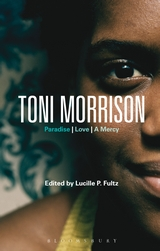 TONI MORRISON
Paradise | Love | A Mercy
Edited by Lucille P. Fultz
BLOOMSBURY